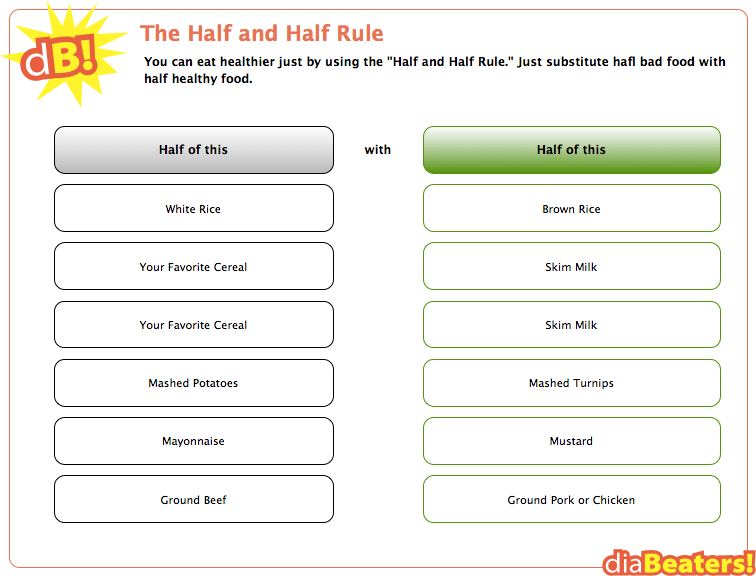 dB!
The Half and Half Rule
You can eat healthier just by using the "Half and Half Rule." Just substitute hafl bad food with
half healthy food.
Half of this with Half of this
White Rice Brown Rice
Your Favorite Cereal Skim Milk
Your Favorite Cereal Skim Milk
Mashed Potatoes Mashed Turnips
Mayonnaise Mustard
Ground Beef Ground Pork or Chicken
diaBeaters!